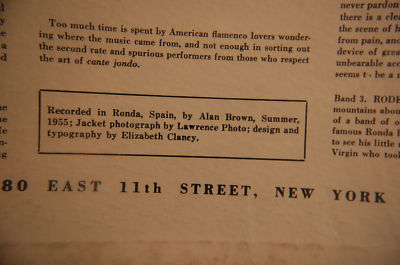 Too much time is spent by American flamenco lovers wonder-
ing where the music came from, and not enough in sorting out
the second rate and spurious performers from those who respect
the art of cante jondo.
Recorded in Ronda, Spain, by Alan Brown, Summer,
1955; Jacket photograph by Lawrence Photo; design and
typography by Elizabeth Clancy.
80 EAST 11th STREET, NEW YORK
never pardon
there is a clea
the scene of h
from pain, and
device of great
unbearable acc
seems t
be a
Band 3. RODE
mountains abou
of a band of o
famous Ronda
to see his little
Virgin who took